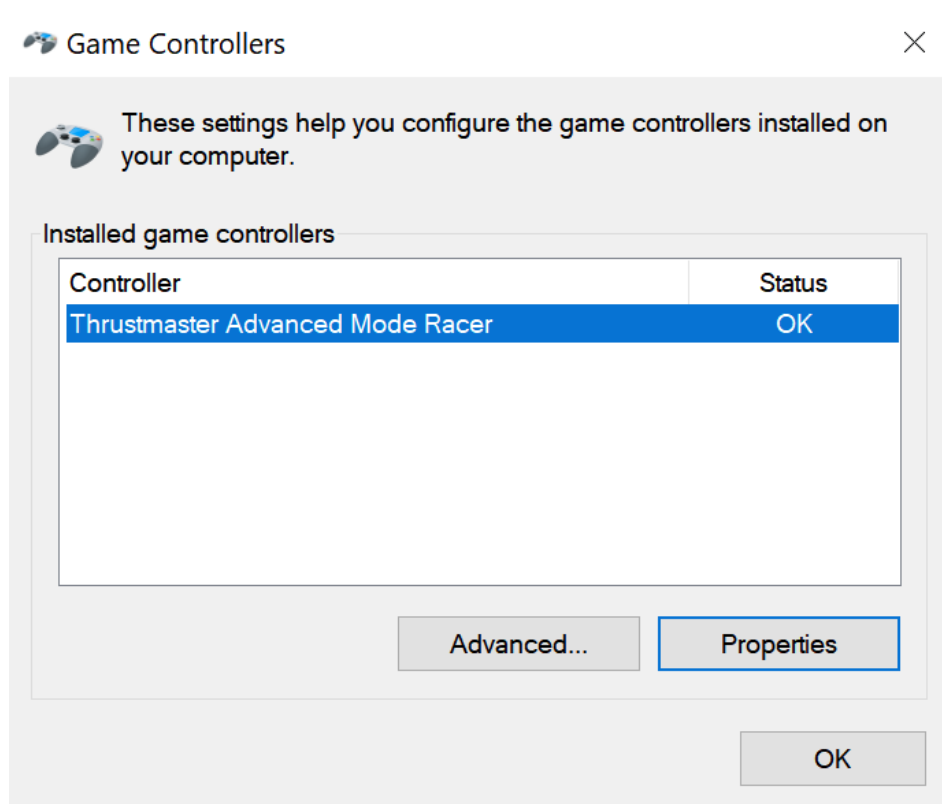 Game Controllers
These settings help you configure the game controllers installed on
your computer.
Installed game controllers
Controller Status
Thrustmaster Advanced Mode Racer OK
Advanced... Properties
OK